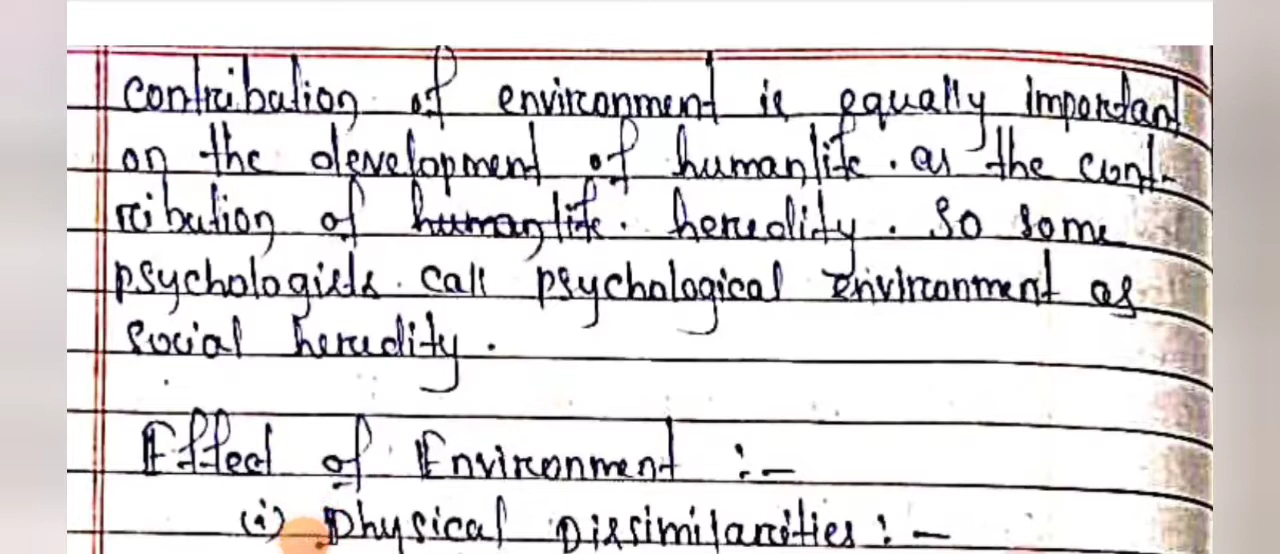 contribution of environment is equally important
on the development of humanlife. as the cont-
ribution of humanlife. heredity. So some
psychologists. call psychological Environment as
social heredity.
Effect of Environment :-
(i) Physical Dissimilarities : -